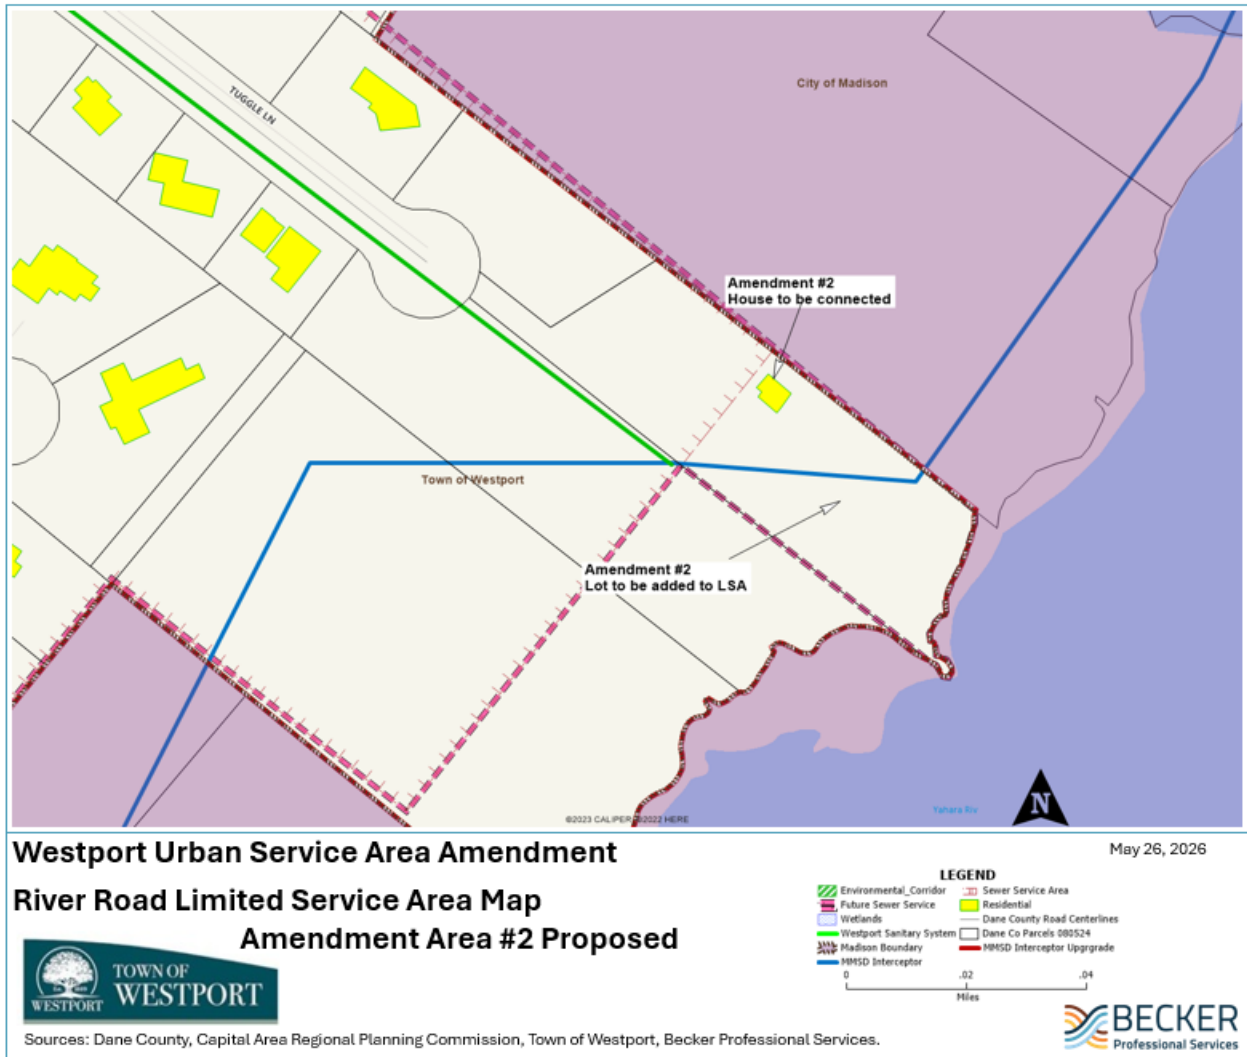 City of Madison
TUGGLE LN
Amendment #2
House to be connected
Town of Westport
Amendment #2
Lot to be added to LSA
Yahara Riv
N
©2023 CALIPER ©2022 HERE
Westport Urban Service Area Amendment
River Road Limited Service Area Map
Amendment Area #2 Proposed
May 26, 2026
LEGEND
Environmental_Corridor
Sewer Service Area
Future Sewer Service
Residential
Wetlands
Dane County Road Centerlines
Westport Sanitary System
Dane Co Parcels 080524
Madison Boundary
MMSD Interceptor Upgrgrade
MMSD Interceptor
0 .02 .04
Miles
TOWN OF
WESTPORT
WESTPORT
BECKER
Professional Services
Sources: Dane County, Capital Area Regional Planning Commission, Town of Westport, Becker Professional Services.